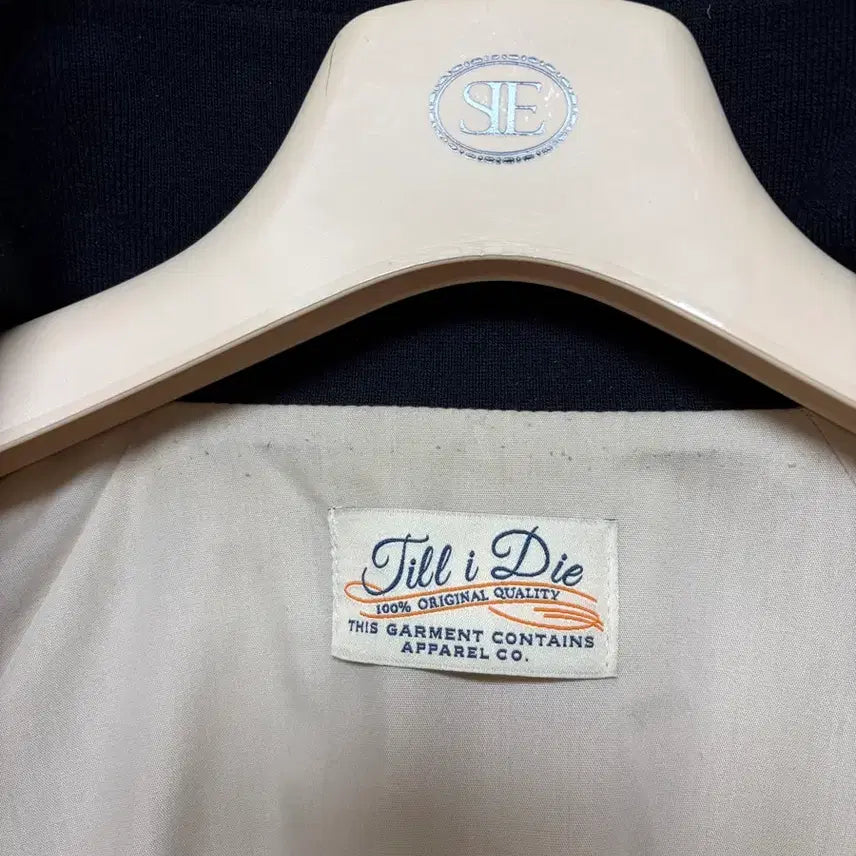 SIE
Till i Die
100% ORIGINAL QUALITY
THIS GARMENT CONTAINS
APPAREL CO.